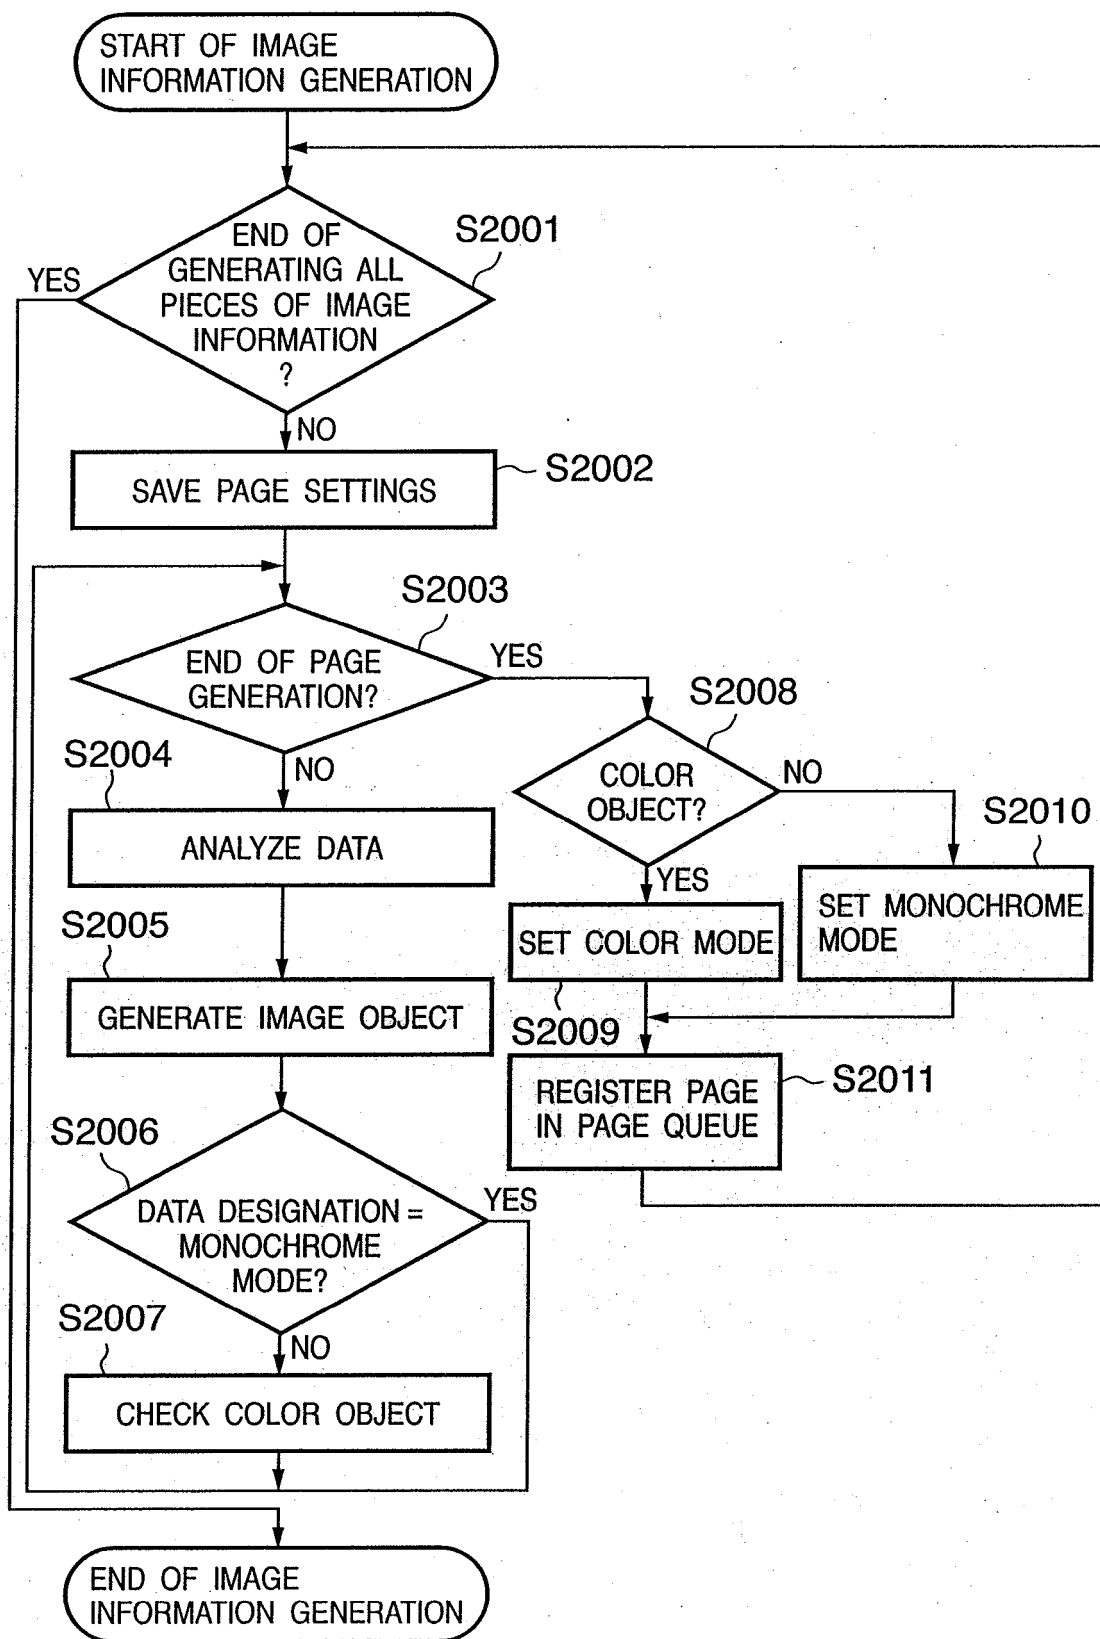 START OF IMAGE
INFORMATION GENERATION
S2001
END OF
GENERATING ALL
PIECES OF IMAGE
INFORMATION
?
YES
NO
S2002
SAVE PAGE SETTINGS
S2003
END OF PAGE
GENERATION?
YES
NO
S2004
ANALYZE DATA
S2005
GENERATE IMAGE OBJECT
S2006
DATA DESIGNATION =
MONOCHROME
MODE?
YES
NO
S2007
CHECK COLOR OBJECT
S2008
COLOR
OBJECT?
NO
YES
S2010
SET MONOCHROME
MODE
SET COLOR MODE
S2009
S2011
REGISTER PAGE
IN PAGE QUEUE
END OF IMAGE
INFORMATION GENERATION